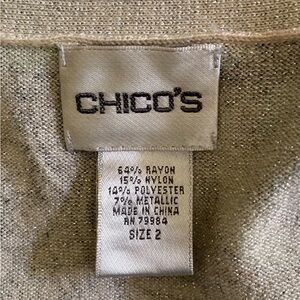 CHICO'S
64% RAYON
15% NYLON
14% POLYESTER
7% METALLIC
MADE IN CHINA
RN 79984
SIZE 2